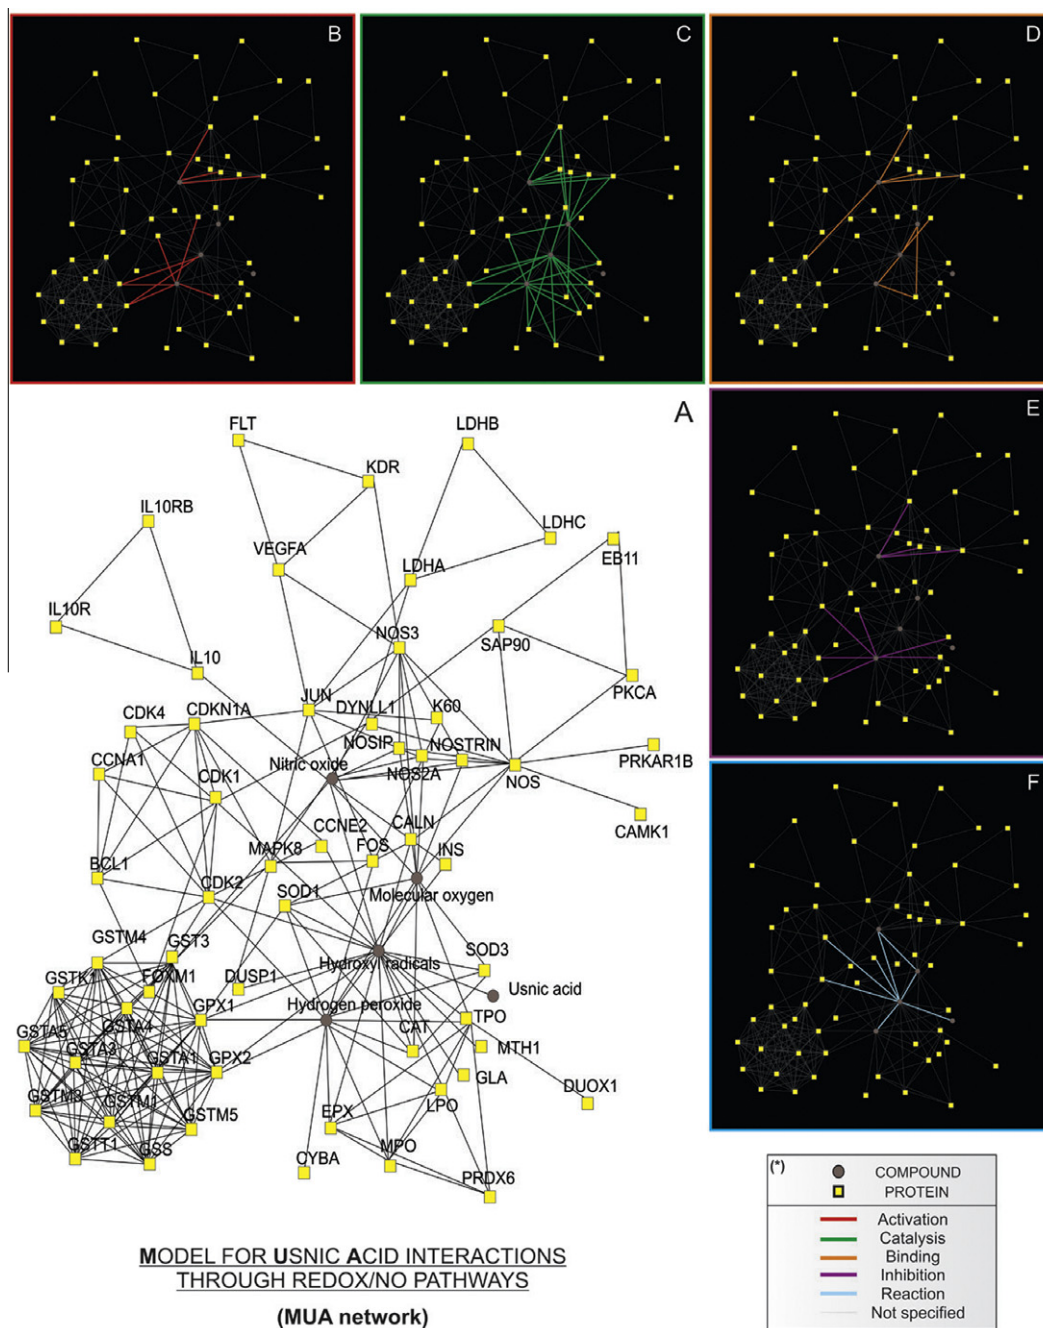 B
C
D
A
E
F
FLT
LDHB
KDR
IL10RB
LDHC
VEGFA
LDHA
EB11
IL10R
NOS3
SAP90
IL10
PKCA
JUN
DYNLL1
K60
CDK4
CDKN1A
NOSIP
NOSTRIN
PRKAR1B
CCNA1
CDK1
Nitric oxide
NOS2A
NOS
CCNE2
CALN
CAMK1
BCL1
MAPK8
FOS
INS
CDK2
SOD1
Molecular oxygen
GSTM4
GST3
SOD3
Hydroxyl radicals
GSTK1
FOXM1
DUSP1
Usnic acid
GPX1
Hydrogen peroxide
GSTA5
GSTA4
TPO
GSTA3
CAT
MTH1
GSTA1
GPX2
GLA
DUOX1
GSTM3
GSTM1
GSTM5
EPX
LPO
GSTT1
GSS
CYBA
MPO
PRDX6
MODEL FOR USNIC ACID INTERACTIONS
THROUGH REDOX/NO PATHWAYS
(MUA network)
(*)
COMPOUND
PROTEIN
Activation
Catalysis
Binding
Inhibition
Reaction
Not specified